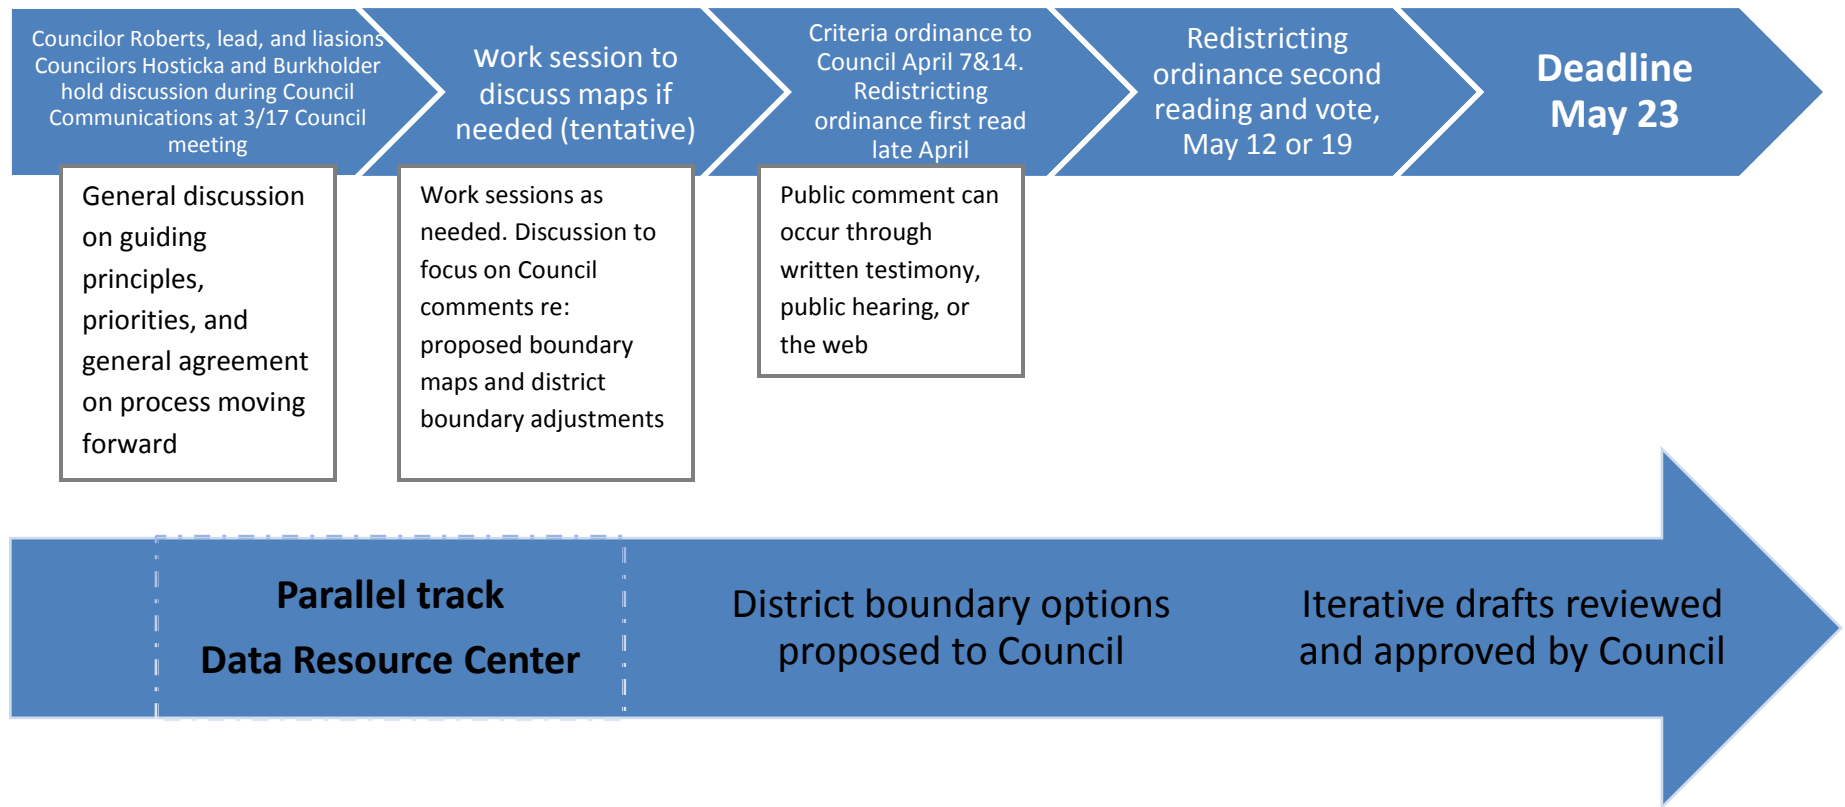 Councilor Roberts, lead, and liasions
Councilors Hosticka and Burkholder
hold discussion during Council
Communications at 3/17 Council
meeting
Work session to
discuss maps if
needed (tentative)
Criteria ordinance to
Council April 7&14.
Redistricting
ordinance first read
late April
Redistricting
ordinance second
reading and vote,
May 12 or 19
Deadline
May 23
General discussion
on guiding
principles,
priorities, and
general agreement
on process moving
forward
Work sessions as
needed. Discussion to
focus on Council
comments re:
proposed boundary
maps and district
boundary adjustments
Public comment can
occur through
written testimony,
public hearing, or
the web
Parallel track
Data Resource Center
District boundary options
proposed to Council
Iterative drafts reviewed
and approved by Council